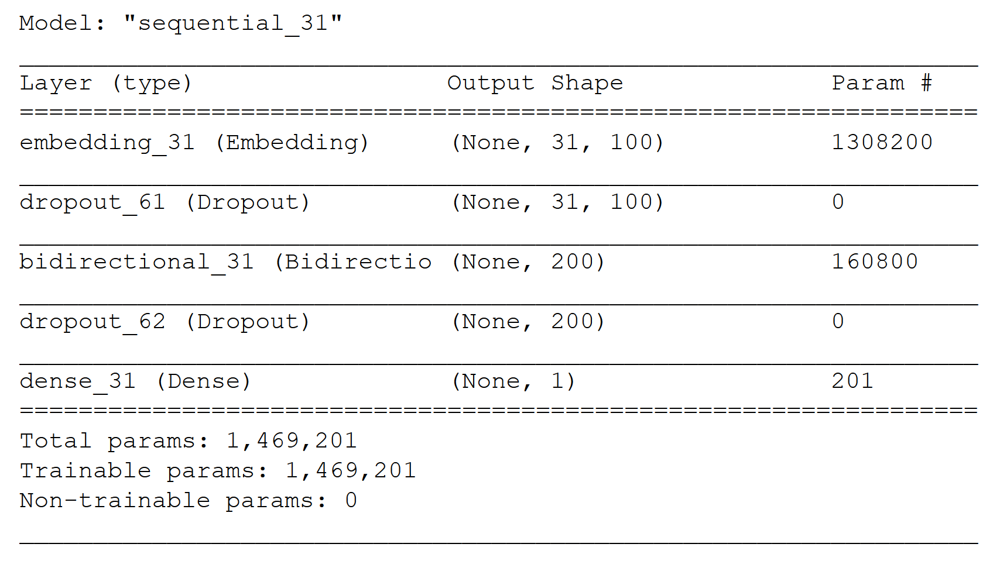 Model: "sequential_31"
_________________________________________________________________
Layer (type)                 Output Shape              Param #
=================================================================
embedding_31 (Embedding)     (None, 31, 100)           1308200
_________________________________________________________________
dropout_61 (Dropout)         (None, 31, 100)           0
_________________________________________________________________
bidirectional_31 (Bidirectio (None, 200)               160800
_________________________________________________________________
dropout_62 (Dropout)         (None, 200)               0
_________________________________________________________________
dense_31 (Dense)             (None, 1)                 201
=================================================================
Total params: 1,469,201
Trainable params: 1,469,201
Non-trainable params: 0
_________________________________________________________________